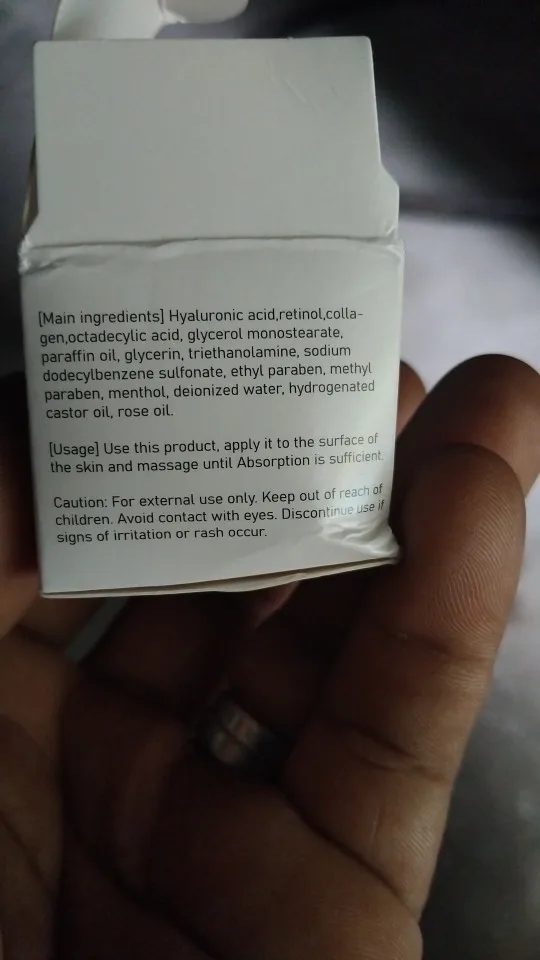 [Main ingredients] Hyaluronic acid,retinol,colla-
gen,octadecylic acid, glycerol monostearate,
paraffin oil, glycerin, triethanolamine, sodium
dodecylbenzene sulfonate, ethyl paraben, methyl
paraben, menthol, deionized water, hydrogenated
castor oil, rose oil.
[Usage] Use this product, apply it to the surface of
the skin and massage until Absorption is sufficient.
Caution: For external use only. Keep out of reach of
children. Avoid contact with eyes. Discontinue use if
signs of irritation or rash occur.